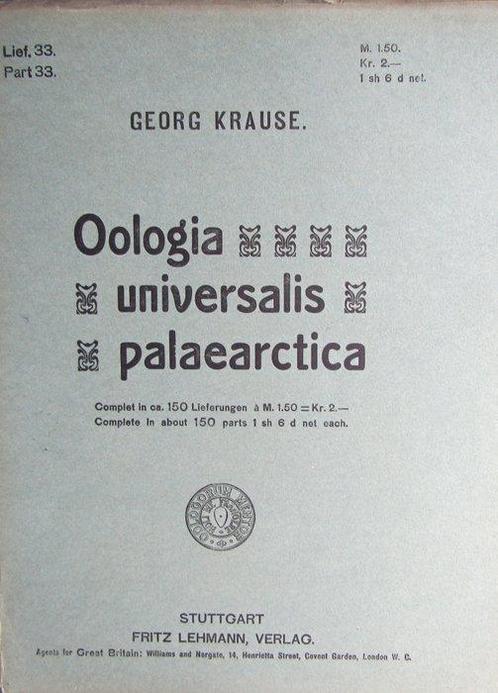 Lief. 33.
Part 33.
M. 1.50.
Kr. 2.—
1 sh 6 d net.
GEORG KRAUSE.
Oologia
universalis
palaearctica
Complet in ca. 150 Lieferungen à M. 1.50 = Kr. 2.—
Complete in about 150 parts 1 sh 6 d net each.
OOLOGORUM MENTOR
STUTTGART
FRITZ LEHMANN, VERLAG.
Agents for Great Britain: Williams and Norgate, 14, Henrietta Street, Covent Garden, London W. C.